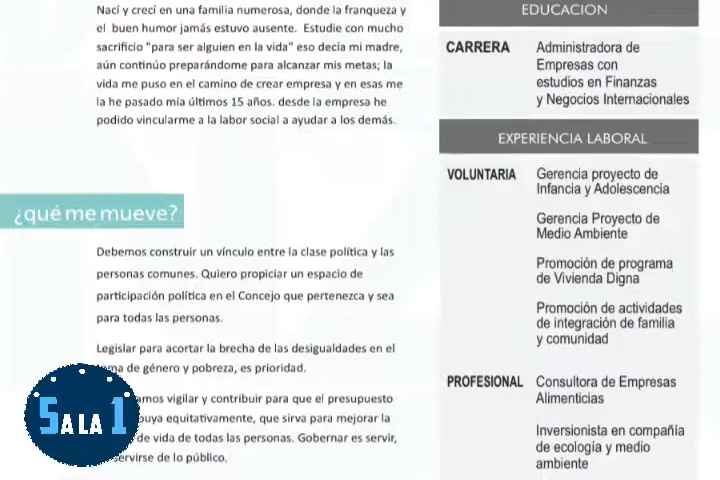 Nací y crecí en una familia numerosa, donde la franqueza y
el buen humor jamás estuvo ausente. Estudie con mucho
sacrificio "para ser alguien en la vida" eso decía mi madre,
aún continúo preparándome para alcanzar mis metas; la
vida me puso en el camino de crear empresa y en esas me
la he pasado mía últimos 15 años. desde la empresa he
podido vincularme a la labor social a ayudar a los demás.
¿qué me mueve?
Debemos construir un vínculo entre la clase política y las
personas comunes. Quiero propiciar un espacio de
participación política en el Concejo que pertenezca y sea
para todas las personas.
Legislar para acortar la brecha de las desigualdades en el
de género y pobreza, es prioridad.
vigilar y contribuir para que el presupuesto
equitativamente, que sirva para mejorar la
de vida de todas las personas. Gobernar es servir,
servirse de lo público.
SALA 1
EDUCACION
CARRERA Administradora de
Empresas con
estudios en Finanzas
y Negocios Internacionales
EXPERIENCIA LABORAL
VOLUNTARIA Gerencia proyecto de
Infancia y Adolescencia
Gerencia Proyecto de
Medio Ambiente
Promoción de programa
de Vivienda Digna
Promoción de actividades
de integración de familia
y comunidad
PROFESIONAL Consultora de Empresas
Alimenticias
Inversionista en compañía
de ecología y medio
ambiente